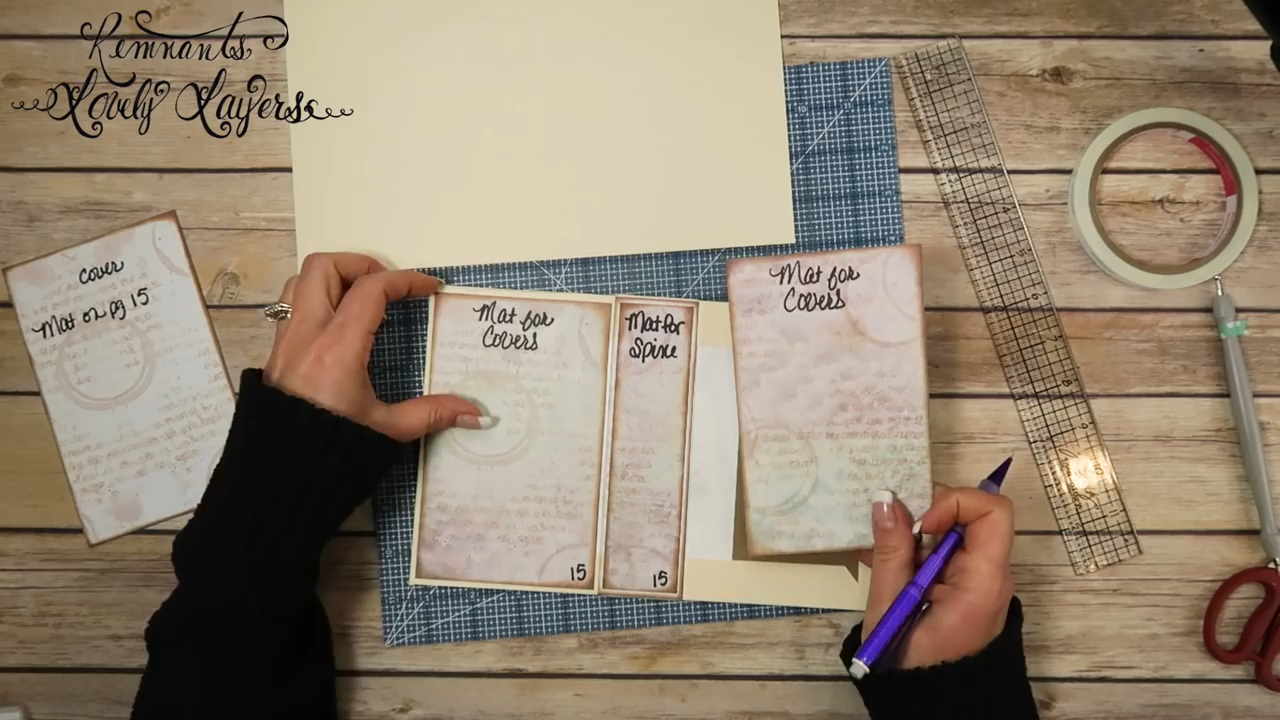 Remnants
Lovely Layers
cover
Mat on pg 15
Mat for
Covers
15
Mat for
Spine
15
Mat for
Covers